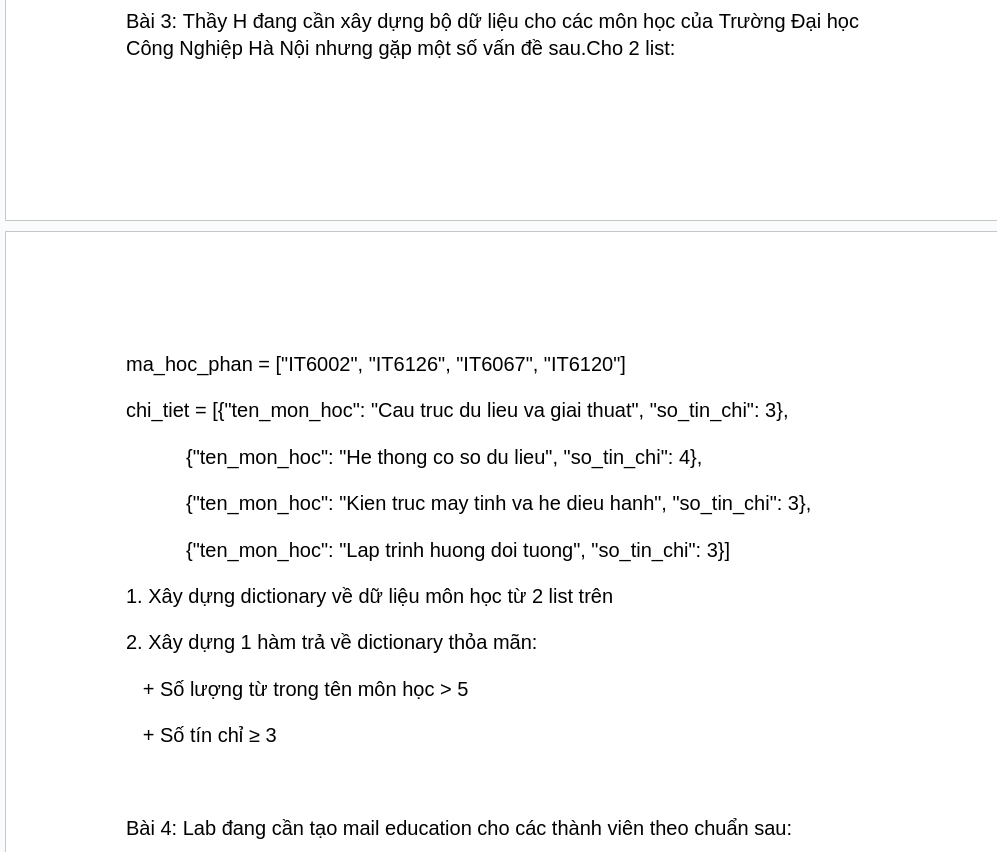 Bài 3: Thầy H đang cần xây dựng bộ dữ liệu cho các môn học của Trường Đại học
Công Nghiệp Hà Nội nhưng gặp một số vấn đề sau.Cho 2 list:
ma_hoc_phan = ["IT6002", "IT6126", "IT6067", "IT6120"]
chi_tiet = [{"ten_mon_hoc": "Cau truc du lieu va giai thuat", "so_tin_chi": 3},
{"ten_mon_hoc": "He thong co so du lieu", "so_tin_chi": 4},
{"ten_mon_hoc": "Kien truc may tinh va he dieu hanh", "so_tin_chi": 3},
{"ten_mon_hoc": "Lap trinh huong doi tuong", "so_tin_chi": 3}]
1. Xây dựng dictionary về dữ liệu môn học từ 2 list trên
2. Xây dựng 1 hàm trả về dictionary thỏa mãn:
+ Số lượng từ trong tên môn học > 5
+ Số tín chỉ ≥ 3
Bài 4: Lab đang cần tạo mail education cho các thành viên theo chuẩn sau: